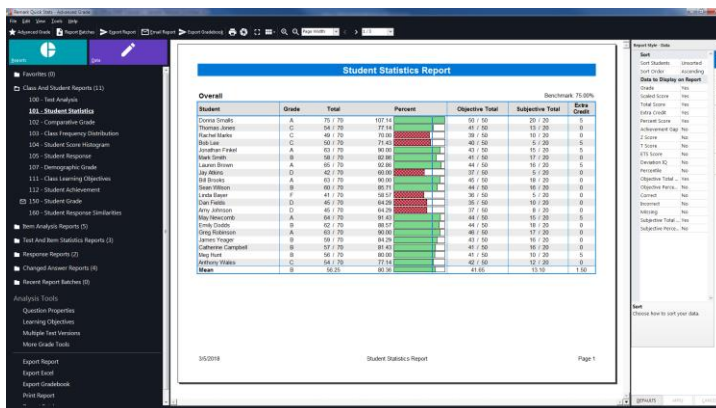 Remark Quick Stats - Advanced Grade
File Edit View Tools Help
Advanced Grade Report Batches Export Report Email Report Export Gradebook Page Width 1 / 1
Reports Data
Favorites (0)
Class And Student Reports (11)
100 - Test Analysis
101 - Student Statistics
102 - Comparative Grade
103 - Class Frequency Distribution
104 - Student Score Histogram
105 - Student Response
107 - Demographic Grade
111 - Class Learning Objectives
112 - Student Achievement
150 - Student Grade
160 - Student Response Similarities
Item Analysis Reports (5)
Test And Item Statistics Reports (3)
Response Reports (2)
Changed Answer Reports (4)
Recent Report Batches (0)
Analysis Tools
Question Properties
Learning Objectives
Multiple Test Versions
More Grade Tools
Export Report
Export Excel
Export Gradebook
Print Report
Student Statistics Report
Overall Benchmark: 75.00%
Student Grade Total Percent Objective Total Subjective Total Extra Credit
Donna Smalls A 75 / 70 107.14 50 / 50 20 / 20 5
Thomas Jones C 54 / 70 77.14 41 / 50 13 / 20 0
Rachel Marks C 49 / 70 70.00 39 / 50 10 / 20 0
Bob Lee C 50 / 70 71.43 40 / 50 5 / 20 5
Jonathan Finkel A 63 / 70 90.00 43 / 50 15 / 20 5
Mark Smith B 58 / 70 82.86 41 / 50 17 / 20 0
Lauren Brown A 65 / 70 92.86 44 / 50 16 / 20 5
Jay Atkins D 42 / 70 60.00 37 / 50 5 / 20 0
Bill Brooks A 63 / 70 90.00 45 / 50 18 / 20 0
Sean Wilson B 60 / 70 85.71 44 / 50 16 / 20 0
Linda Bayer F 41 / 70 58.57 36 / 50 5 / 20 0
Dan Fields D 45 / 70 64.29 35 / 50 10 / 20 0
Amy Johnson D 45 / 70 64.29 37 / 50 8 / 20 0
May Newcomb A 64 / 70 91.43 44 / 50 15 / 20 5
Emily Dodds B 62 / 70 88.57 44 / 50 18 / 20 0
Greg Robinson A 63 / 70 90.00 46 / 50 17 / 20 0
James Yeager B 59 / 70 84.29 43 / 50 16 / 20 0
Catherine Campbell B 57 / 70 81.43 41 / 50 16 / 20 0
Meg Hunt B 56 / 70 80.00 41 / 50 10 / 20 5
Anthony Wales C 54 / 70 77.14 42 / 50 12 / 20 0
Mean B 56.25 80.36 41.65 13.10 1.50
3/5/2018 Student Statistics Report Page 1
Report Style - Data
Sort
Sort Students Unsorted
Sort Order Ascending
Data to Display on Report
Grade Yes
Scaled Score Yes
Total Score Yes
Extra Credit Yes
Percent Score Yes
Achievement Gap No
Z Score No
T Score No
ETS Score No
Deviation IQ No
Percentile No
Objective Total ... Yes
Objective Perce... No
Correct No
Incorrect No
Missing No
Subjective Total ... Yes
Subjective Perce... No
Sort
Choose how to sort your data.
DEFAULTS